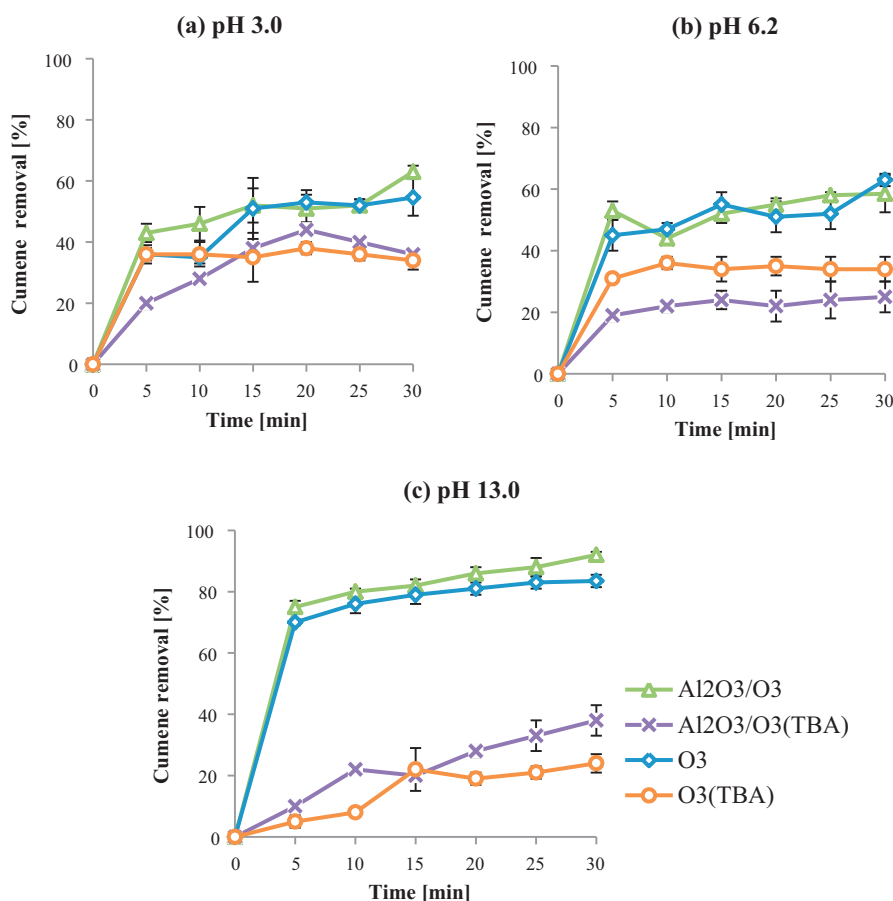 (a) pH 3.0
Cumene removal [%]
100
80
60
40
20
0
0 5 10 15 20 25 30
Time [min]
(b) pH 6.2
Cumene removal [%]
100
80
60
40
20
0
0 5 10 15 20 25 30
Time [min]
(c) pH 13.0
Cumene removal [%]
100
80
60
40
20
0
0 5 10 15 20 25 30
Time [min]
Al2O3/O3
Al2O3/O3(TBA)
O3
O3(TBA)